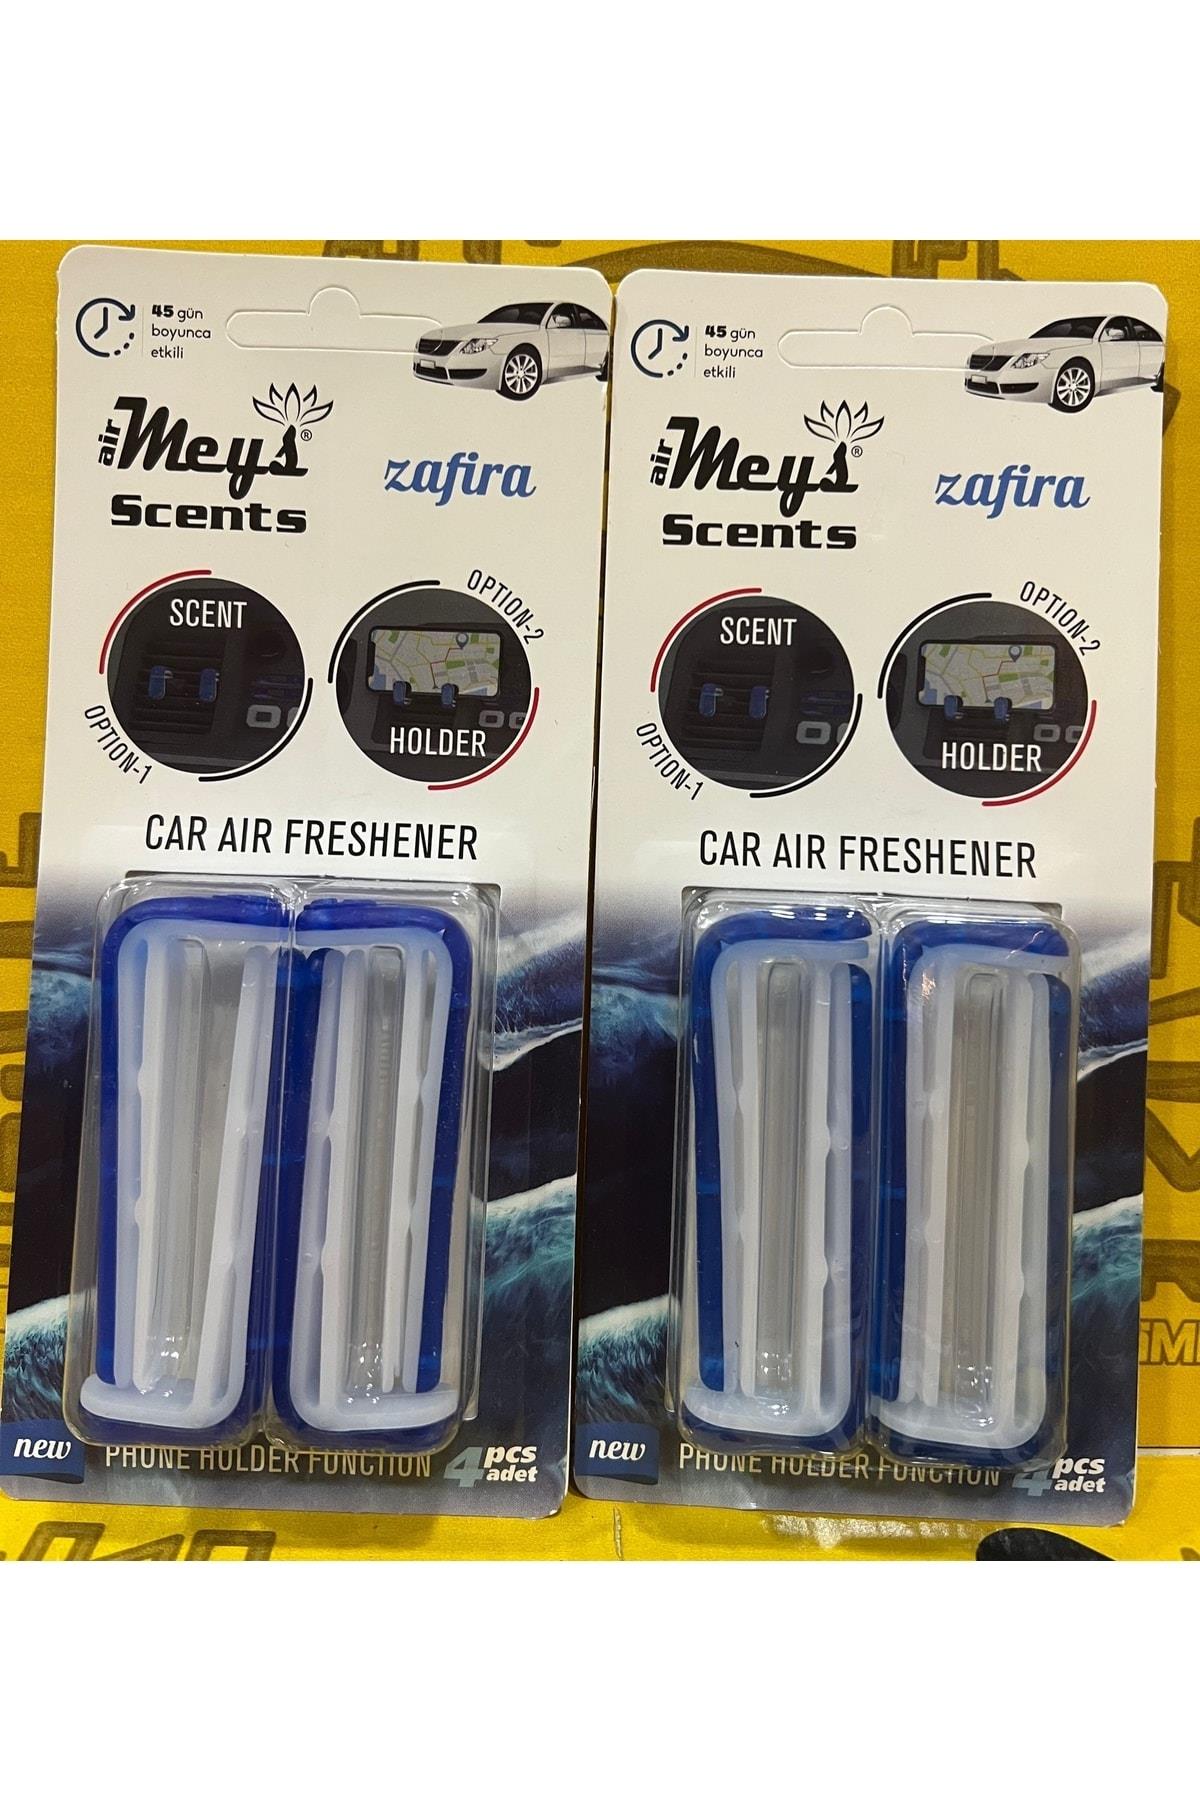 45 gün
boyunca
etkili
air Meys®
Scents
zafira
SCENT
OPTION-1
OPTION-2
HOLDER
CAR AIR FRESHENER
new
PHONE HOLDER FUNCTION
4 pcs
adet
45 gün
boyunca
etkili
air Meys®
Scents
zafira
SCENT
OPTION-1
OPTION-2
HOLDER
CAR AIR FRESHENER
new
PHONE HOLDER FUNCTION
4 pcs
adet